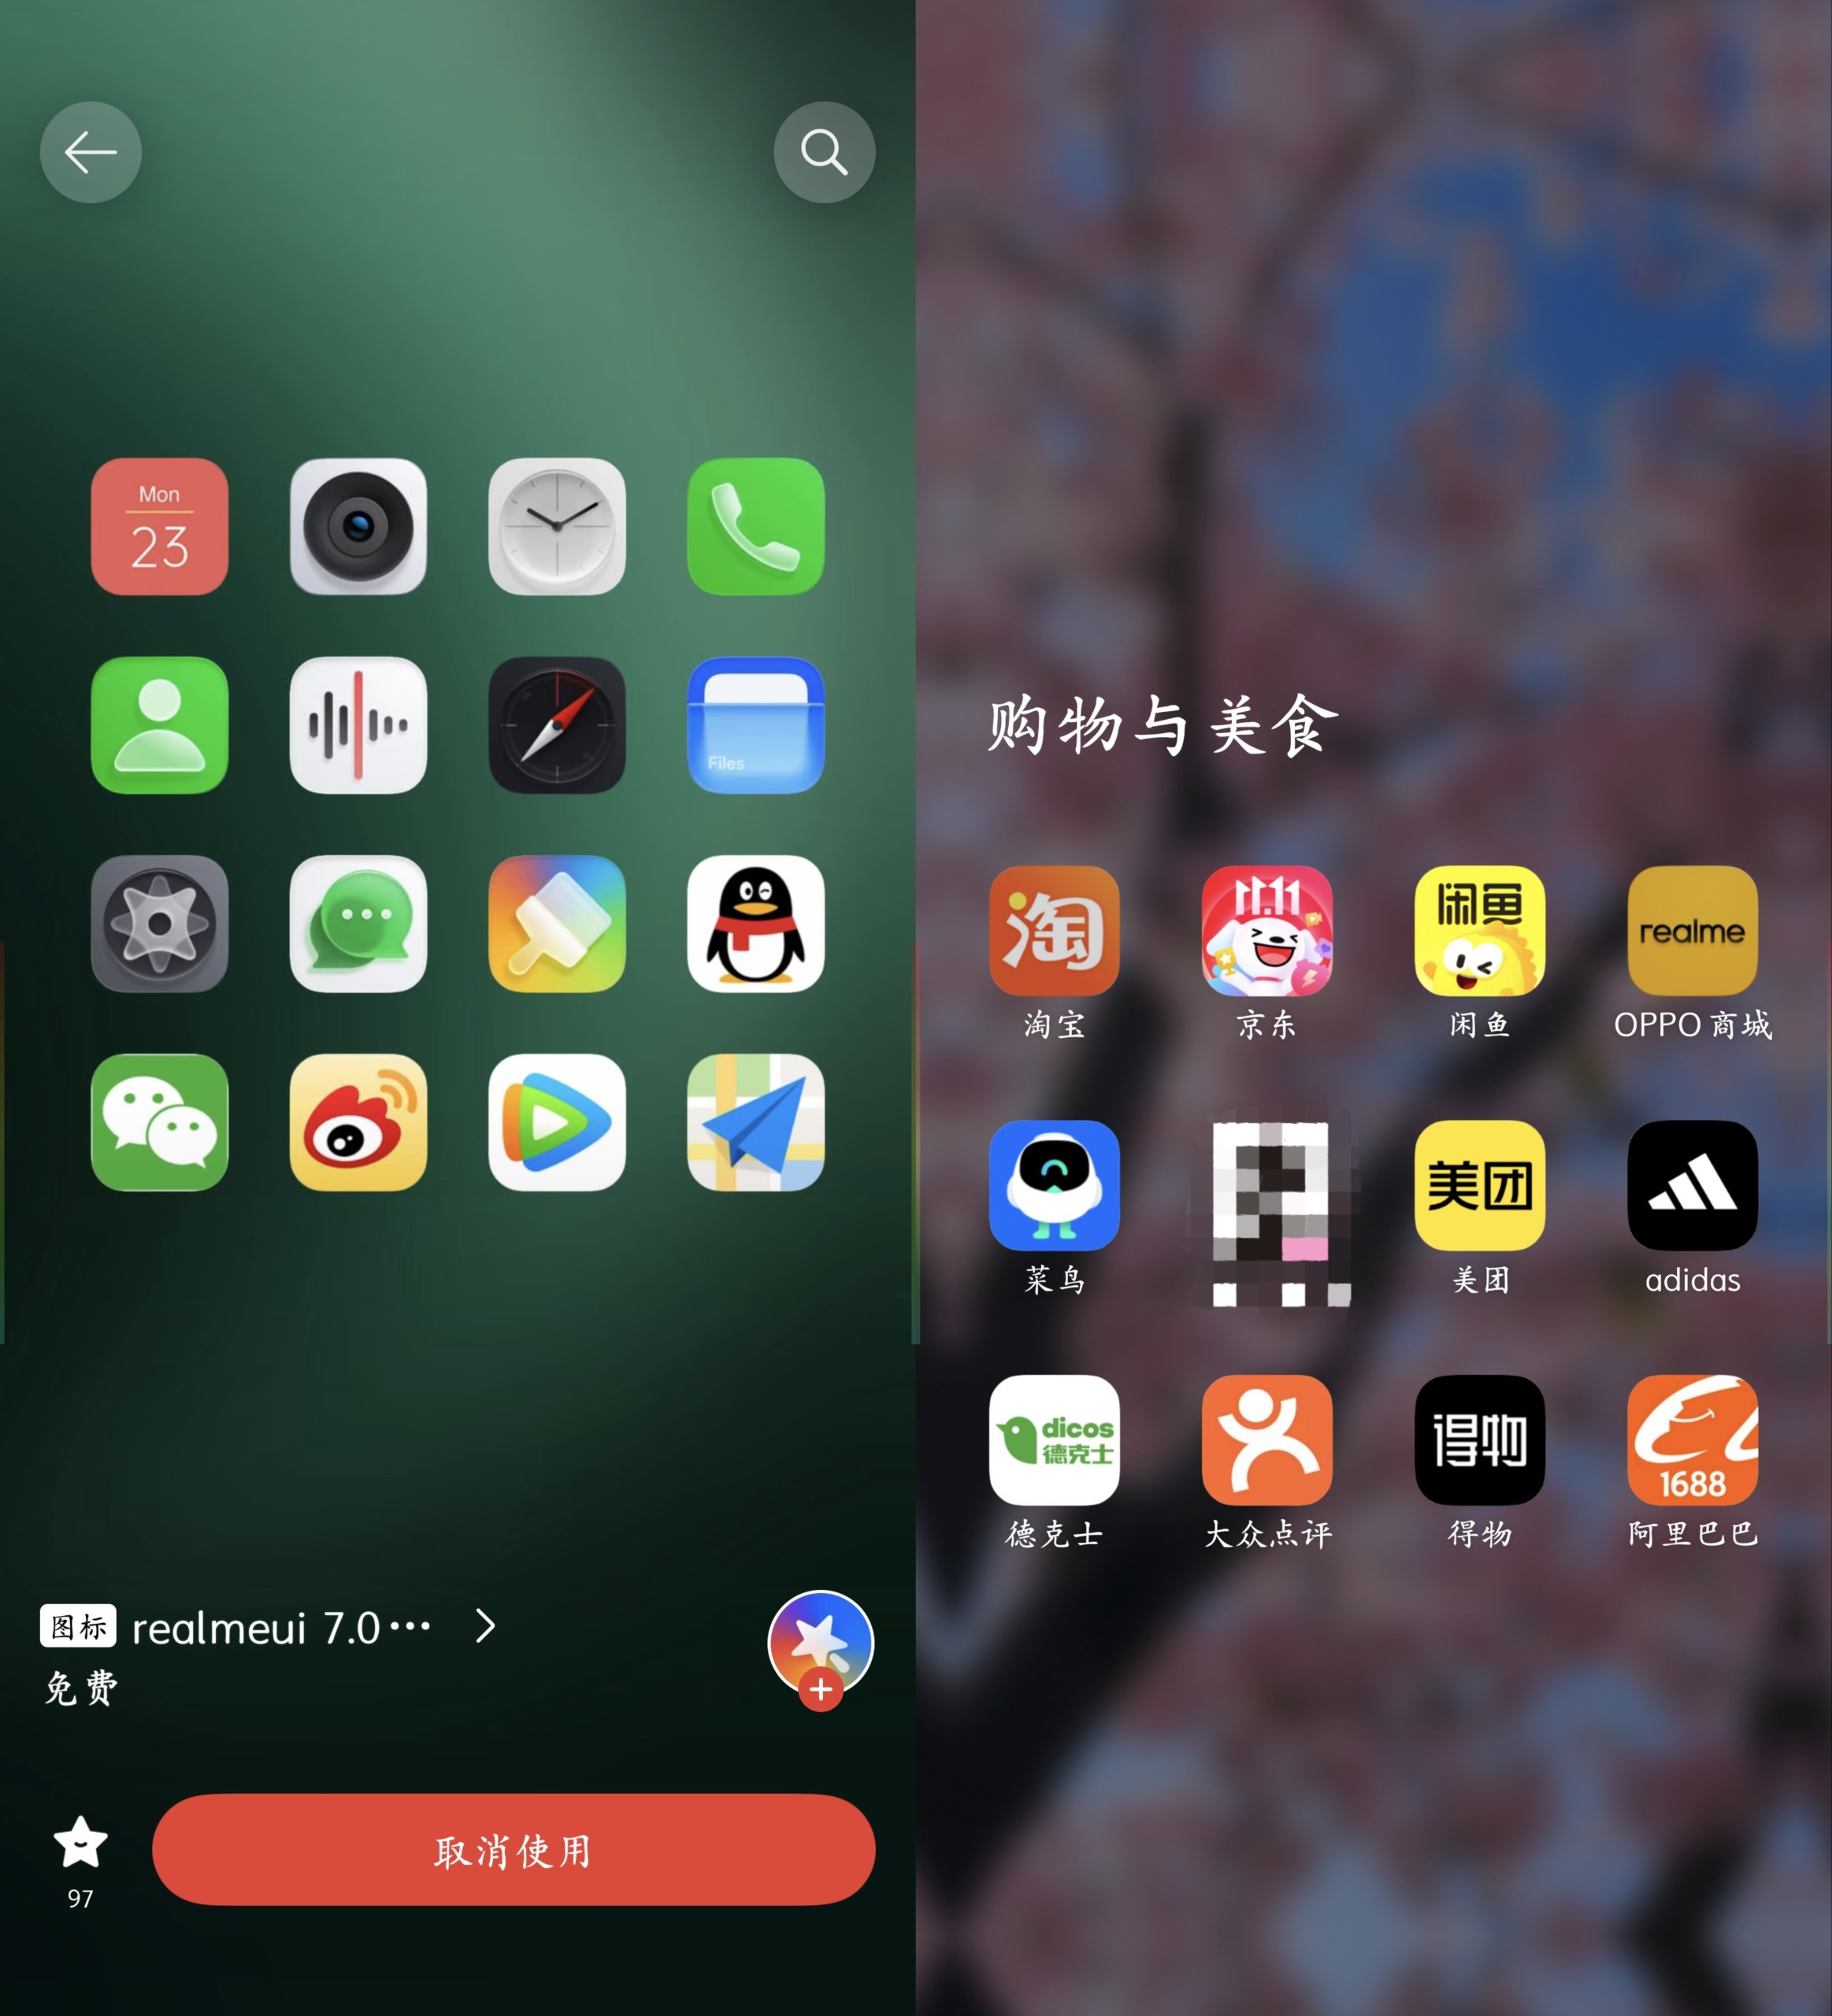 Mon
23
Files
图标 realmeui 7.0···
免费
97
取消使用
购物与美食
淘
11.11
闲鱼
realme
淘宝
京东
闲鱼
OPPO 商城
美团
菜鸟
美团
adidas
dicos
德克士
得物
1688
德克士
大众点评
得物
阿里巴巴